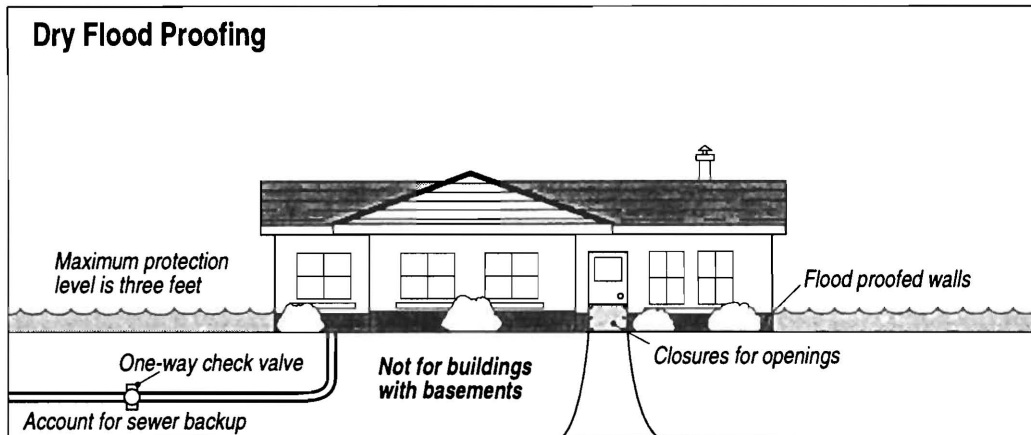 Dry Flood Proofing
Maximum protection
level is three feet
Flood proofed walls
One-way check valve
Not for buildings
with basements
Closures for openings
Account for sewer backup